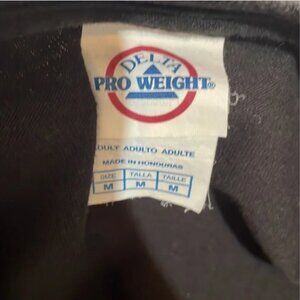 DELTA
PRO WEIGHT®
ADULT ADULTO ADULTE
MADE IN HONDURAS
SIZE TALLA TAILLE
M M M